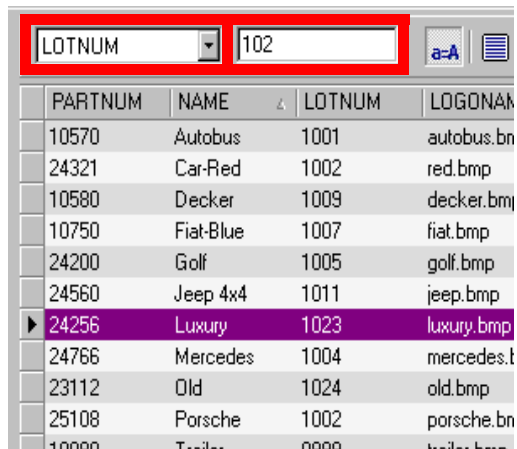 LOTNUM 102 a=A
PARTNUM NAME LOTNUM LOGONAM
10570 Autobus 1001 autobus.bm
24321 Car-Red 1002 red.bmp
10580 Decker 1009 decker.bmp
10750 Fiat-Blue 1007 fiat.bmp
24200 Golf 1005 golf.bmp
24560 Jeep 4x4 1011 jeep.bmp
24256 Luxury 1023 luxury.bmp
24766 Mercedes 1004 mercedes.b
23112 Old 1024 old.bmp
25108 Porsche 1002 porsche.bm